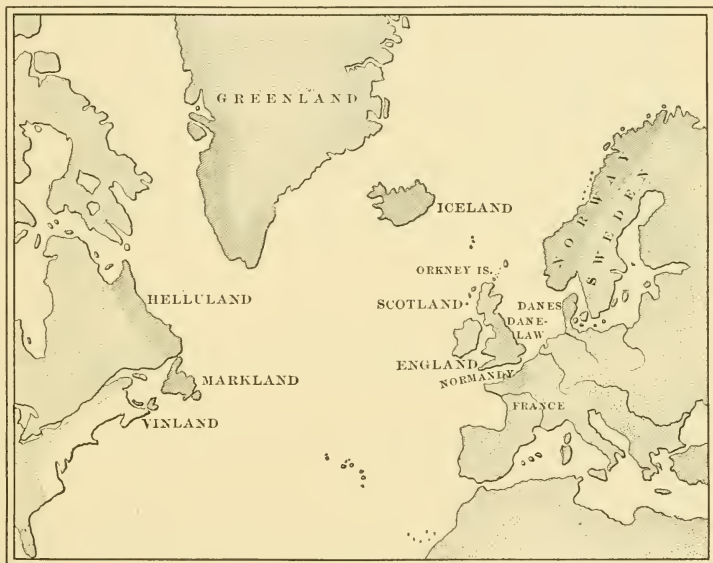 GREENLAND
ICELAND
NORWAY
SWEDEN
ORKNEY IS.
HELLULAND
SCOTLAND
DANES
DANE-
LAW
ENGLAND
NORMANDY
MARKLAND
FRANCE
VINLAND